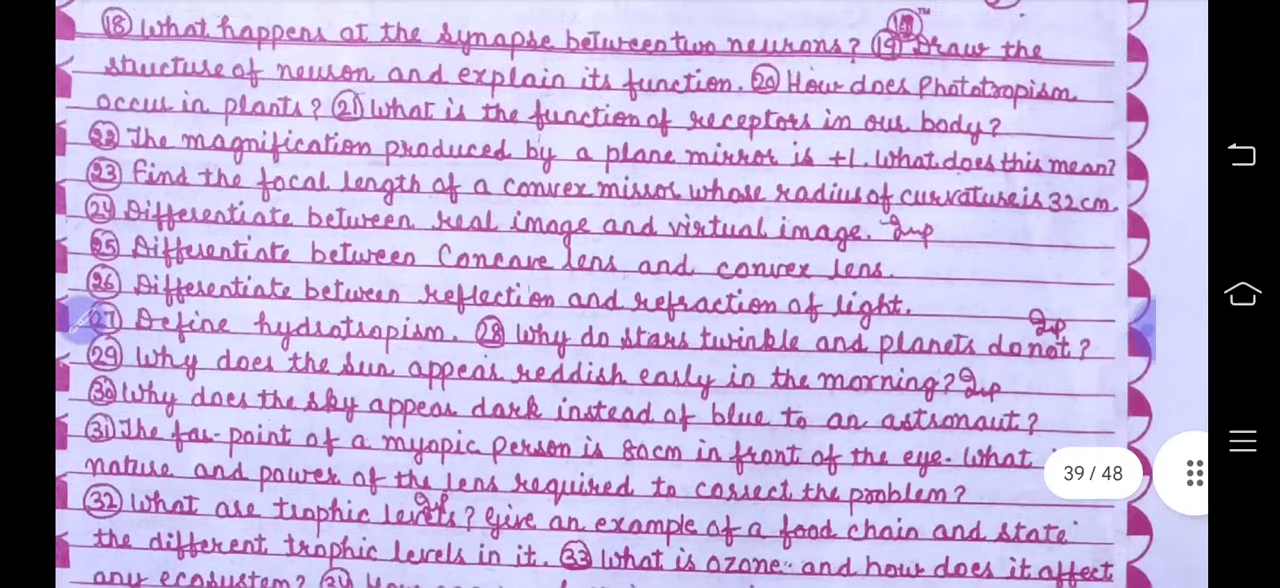 (18) What happens at the synapse between two neurons? (19) Draw the
structure of neuron and explain its function. (20) How does Phototropism
occur in plants? (21) What is the function of receptors in our body?
(22) The magnification produced by a plane mirror is +1. What does this mean?
(23) Find the focal length of a convex mirror whose radius of curvature is 32cm.
(24) Differentiate between real image and virtual image. Imp
(25) Differentiate between Concave lens and convex lens.
(26) Differentiate between reflection and refraction of light.
(27) Define hydrotropism. (28) Why do stars twinkle and planets do not? Imp
(29) Why does the sun appear reddish early in the morning? Imp
(30) Why does the sky appear dark instead of blue to an astronaut?
(31) The far-point of a myopic person is 80cm in front of the eye. What
nature and power of the lens required to correct the problem?
39 / 48
(32) What are trophic levels? Give an example of a food chain and state
the different trophic levels in it. (33) What is ozone and how does it affect
any ecosystem? (34)